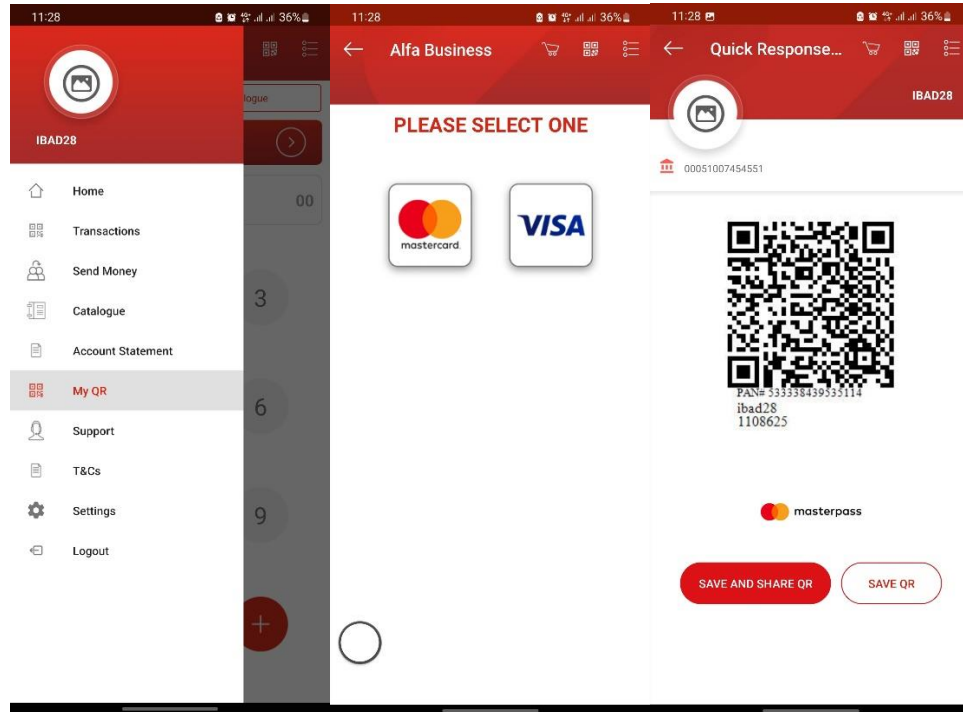 11:28
36%
IBAD28
Home
Transactions
Send Money
Catalogue
Account Statement
My QR
Support
T&Cs
Settings
Logout
logue
00
3
6
9
+
11:28
36%
Alfa Business
PLEASE SELECT ONE
mastercard.
VISA
11:28
36%
Quick Response...
IBAD28
00051007454551
PAN# 533338439535114
ibad28
1108625
masterpass
SAVE AND SHARE QR
SAVE QR